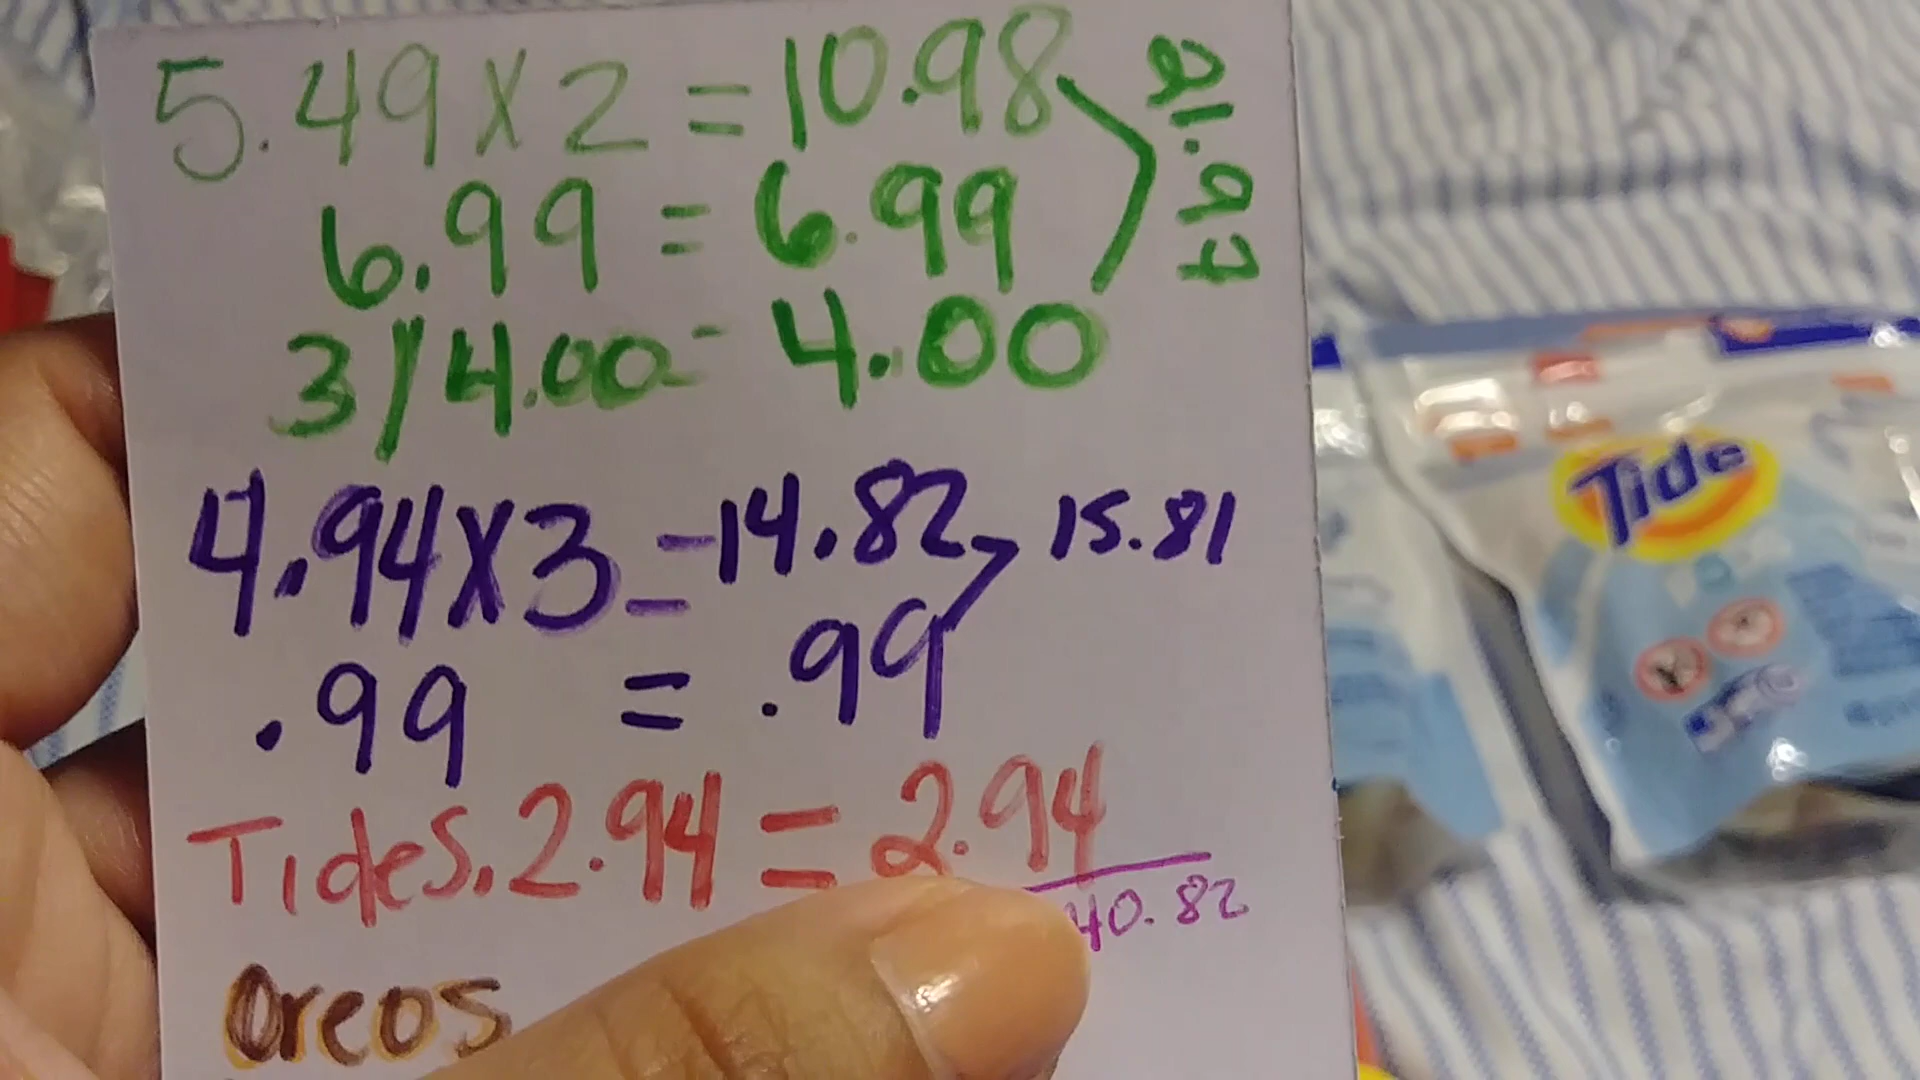 5.49 x 2 = 10.98
21.97
6.99 = 6.99
3/4.00 = 4.00
4.94 x 3 = 14.82
15.81
.99 = .99
Tides. 2.94 = 2.94
40.82
Oreos
Tide